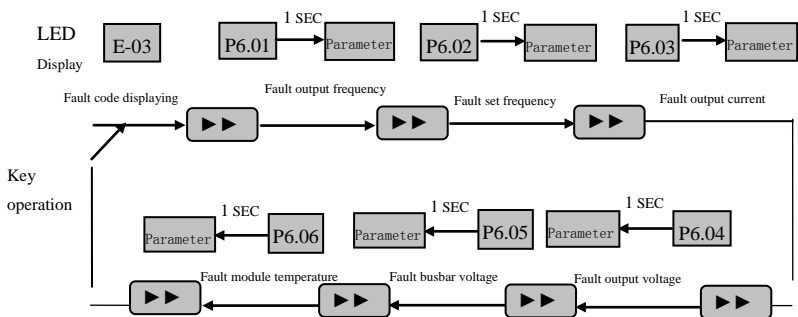 1 SEC 1 SEC 1 SEC
LED E-03 P6.01 Parameter P6.02 Parameter P6.03 Parameter
Display
Fault code displaying Fault output frequency Fault set frequency Fault output current
►► ►► ►►
Key
operation
1 SEC 1 SEC 1 SEC
Parameter P6.06 Parameter P6.05 Parameter P6.04
Fault module temperature Fault busbar voltage Fault output voltage
►► ►► ►► ►►